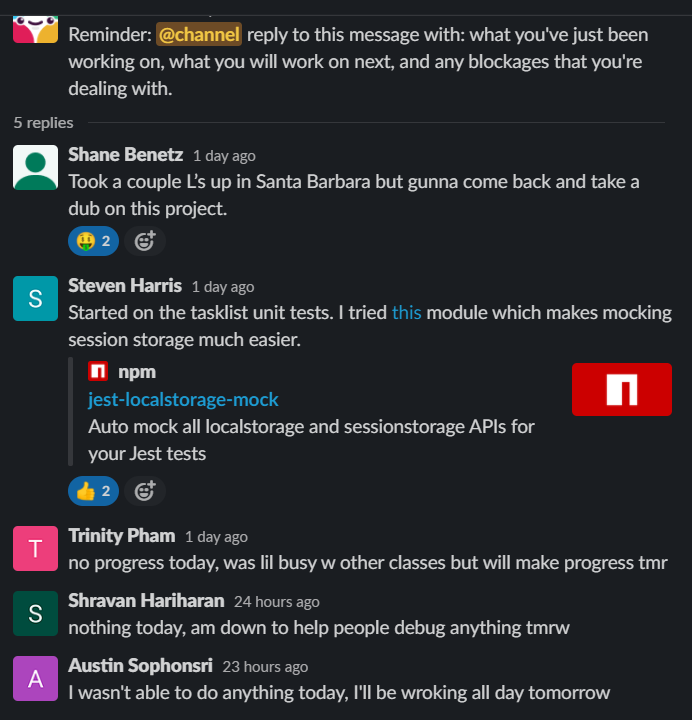 Reminder: @channel reply to this message with: what you've just been
working on, what you will work on next, and any blockages that you're
dealing with.
5 replies
Shane Benetz 1 day ago
Took a couple L's up in Santa Barbara but gunna come back and take a
dub on this project.
2
S
Steven Harris 1 day ago
Started on the tasklist unit tests. I tried this module which makes mocking
session storage much easier.
npm
jest-localstorage-mock
Auto mock all localstorage and sessionstorage APIs for
your Jest tests
2
T
Trinity Pham 1 day ago
no progress today, was lil busy w other classes but will make progress tmr
S
Shravan Hariharan 24 hours ago
nothing today, am down to help people debug anything tmrw
A
Austin Sophonsri 23 hours ago
I wasn't able to do anything today, I'll be wroking all day tomorrow